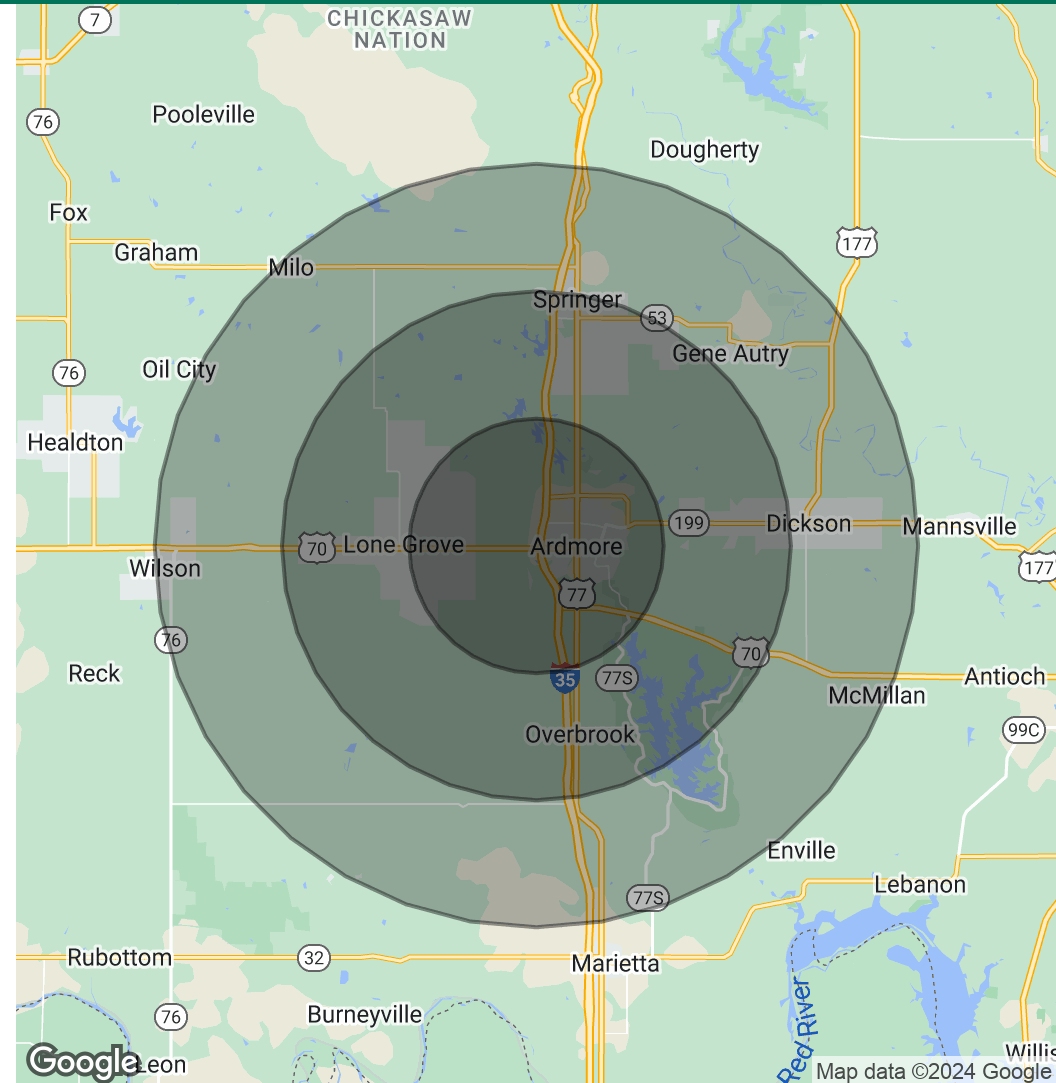 7
CHICKASAW
NATION
76
Pooleville
Dougherty
Fox
177
Graham
Milo
Springer
53
Gene Autry
76
Oil City
Healdton
199
Dickson
Mannsville
70
Lone Grove
Ardmore
Wilson
177
77
76
70
Reck
35
77S
Antioch
McMillan
99C
Overbrook
Enville
Lebanon
77S
Rubottom
32
Marietta
76
Burneyville
Red River
Willis
Google
Leon
Map data ©2024 Google